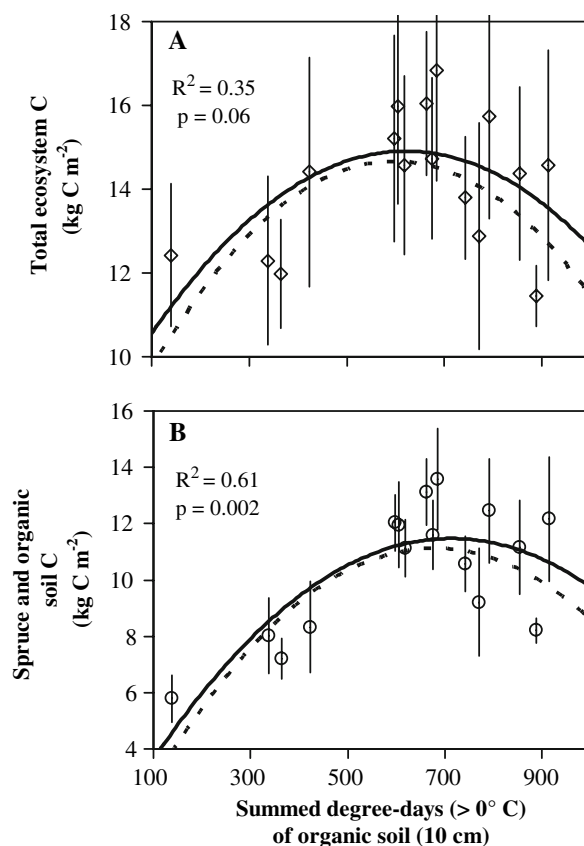 A
R² = 0.35
p = 0.06
Total ecosystem C
(kg C m⁻²)
18
16
14
12
10
B
R² = 0.61
p = 0.002
Spruce and organic
soil C
(kg C m⁻²)
16
14
12
10
8
6
4
100 300 500 700 900
Summed degree-days (> 0° C)
of organic soil (10 cm)